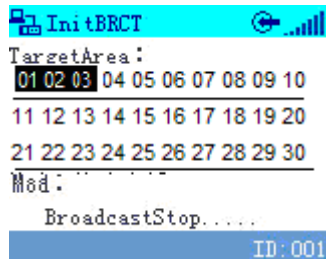 InitBRCT
TargetArea:
01 02 03 04 05 06 07 08 09 10
11 12 13 14 15 16 17 18 19 20
21 22 23 24 25 26 27 28 29 30
Msd:
BroadcastStop.....
ID:001